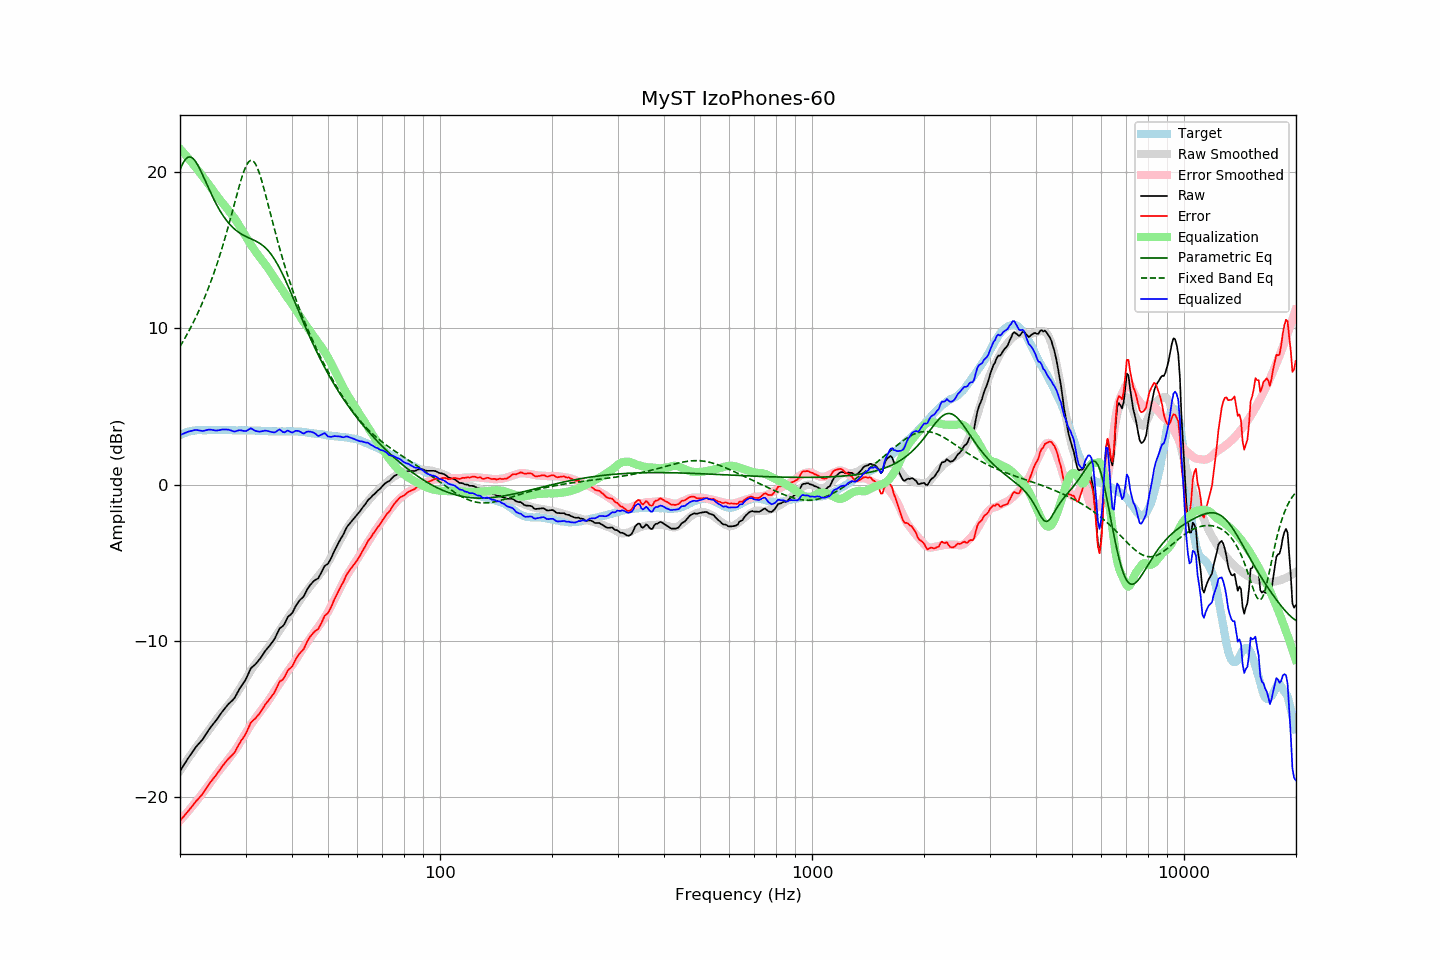 MyST IzoPhones-60
Amplitude (dBr)
20
10
0
−10
−20
100
1000
10000
Frequency (Hz)
Target
Raw Smoothed
Error Smoothed
Raw
Error
Equalization
Parametric Eq
Fixed Band Eq
Equalized